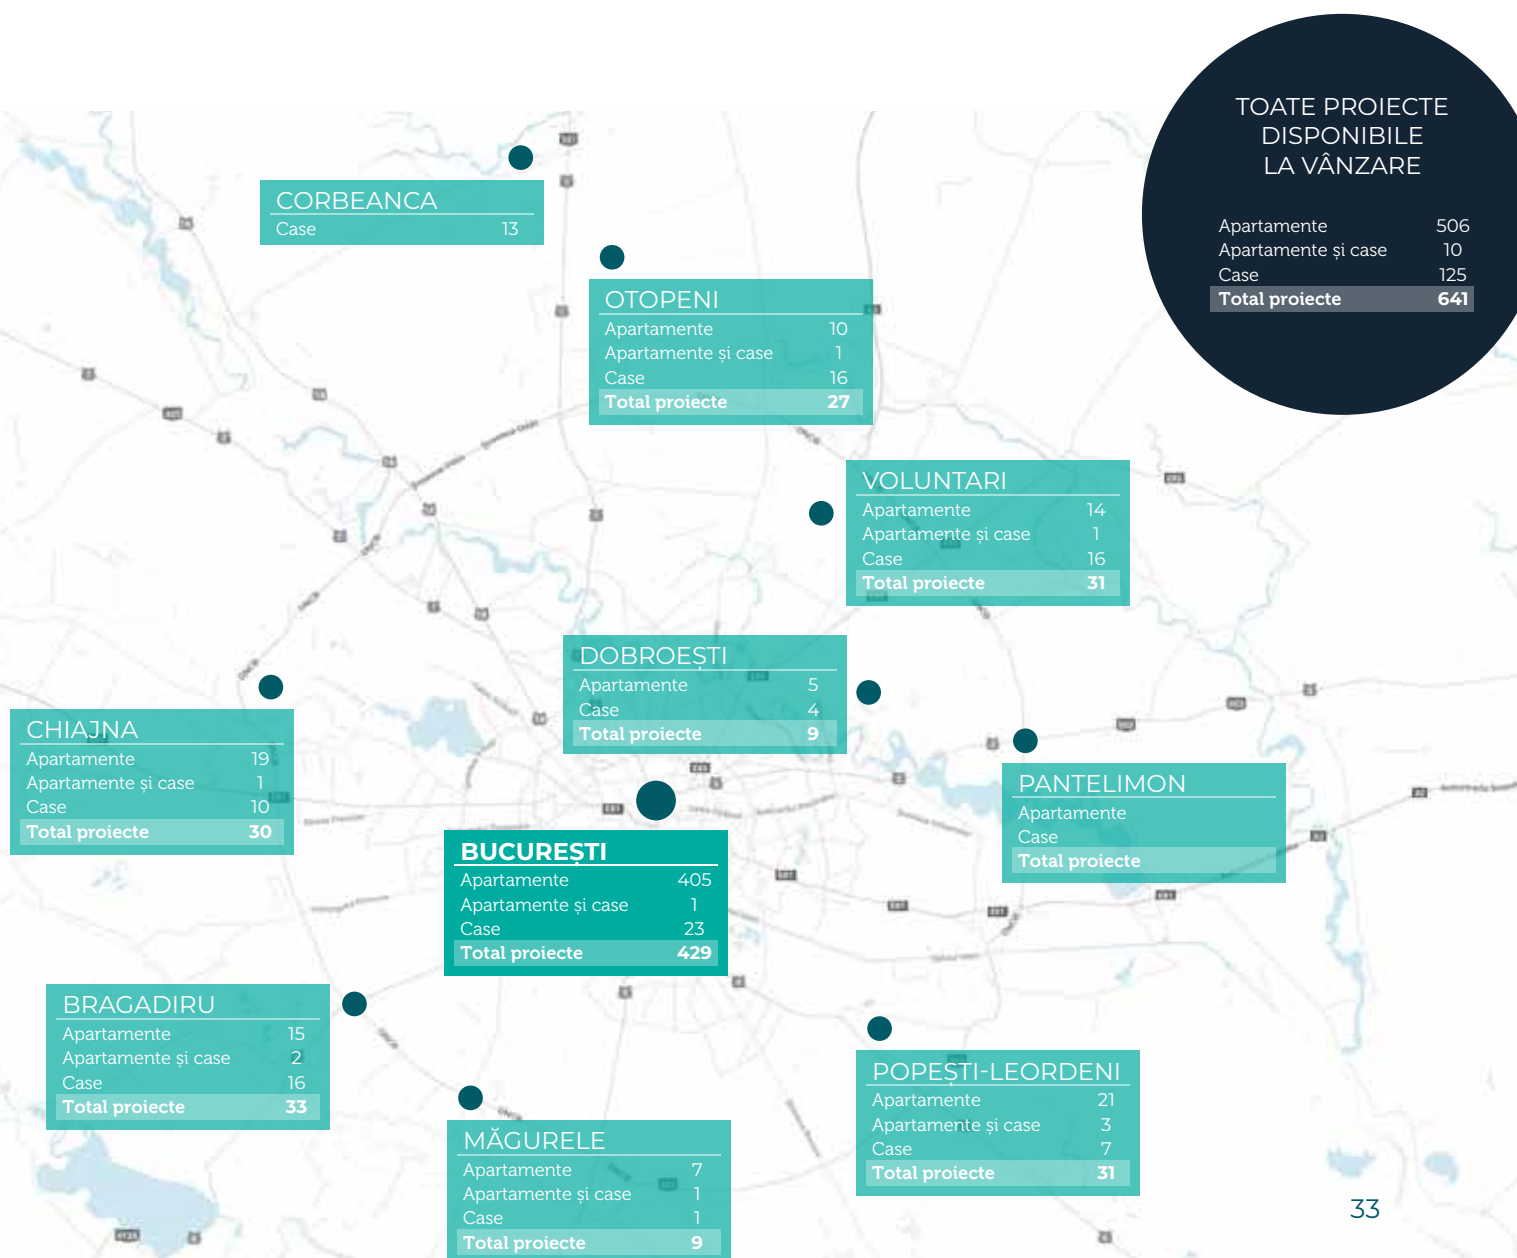 TOATE PROIECTE
DISPONIBILE
LA VÂNZARE
Apartamente 506
Apartamente și case 10
Case 125
Total proiecte 641
CORBEANCA
Case 13
OTOPENI
Apartamente 10
Apartamente și case 1
Case 16
Total proiecte 27
VOLUNTARI
Apartamente 14
Apartamente și case 1
Case 16
Total proiecte 31
DOBROEȘTI
Apartamente 5
Case 4
Total proiecte 9
CHIAJNA
Apartamente 19
Apartamente și case 1
Case 10
Total proiecte 30
PANTELIMON
Apartamente
Case
Total proiecte
BUCUREȘTI
Apartamente 405
Apartamente și case 1
Case 23
Total proiecte 429
BRAGADIRU
Apartamente 15
Apartamente și case 2
Case 16
Total proiecte 33
POPEȘTI-LEORDENI
Apartamente 21
Apartamente și case 3
Case 7
Total proiecte 31
MĂGURELE
Apartamente 7
Apartamente și case 1
Case 1
Total proiecte 9
33